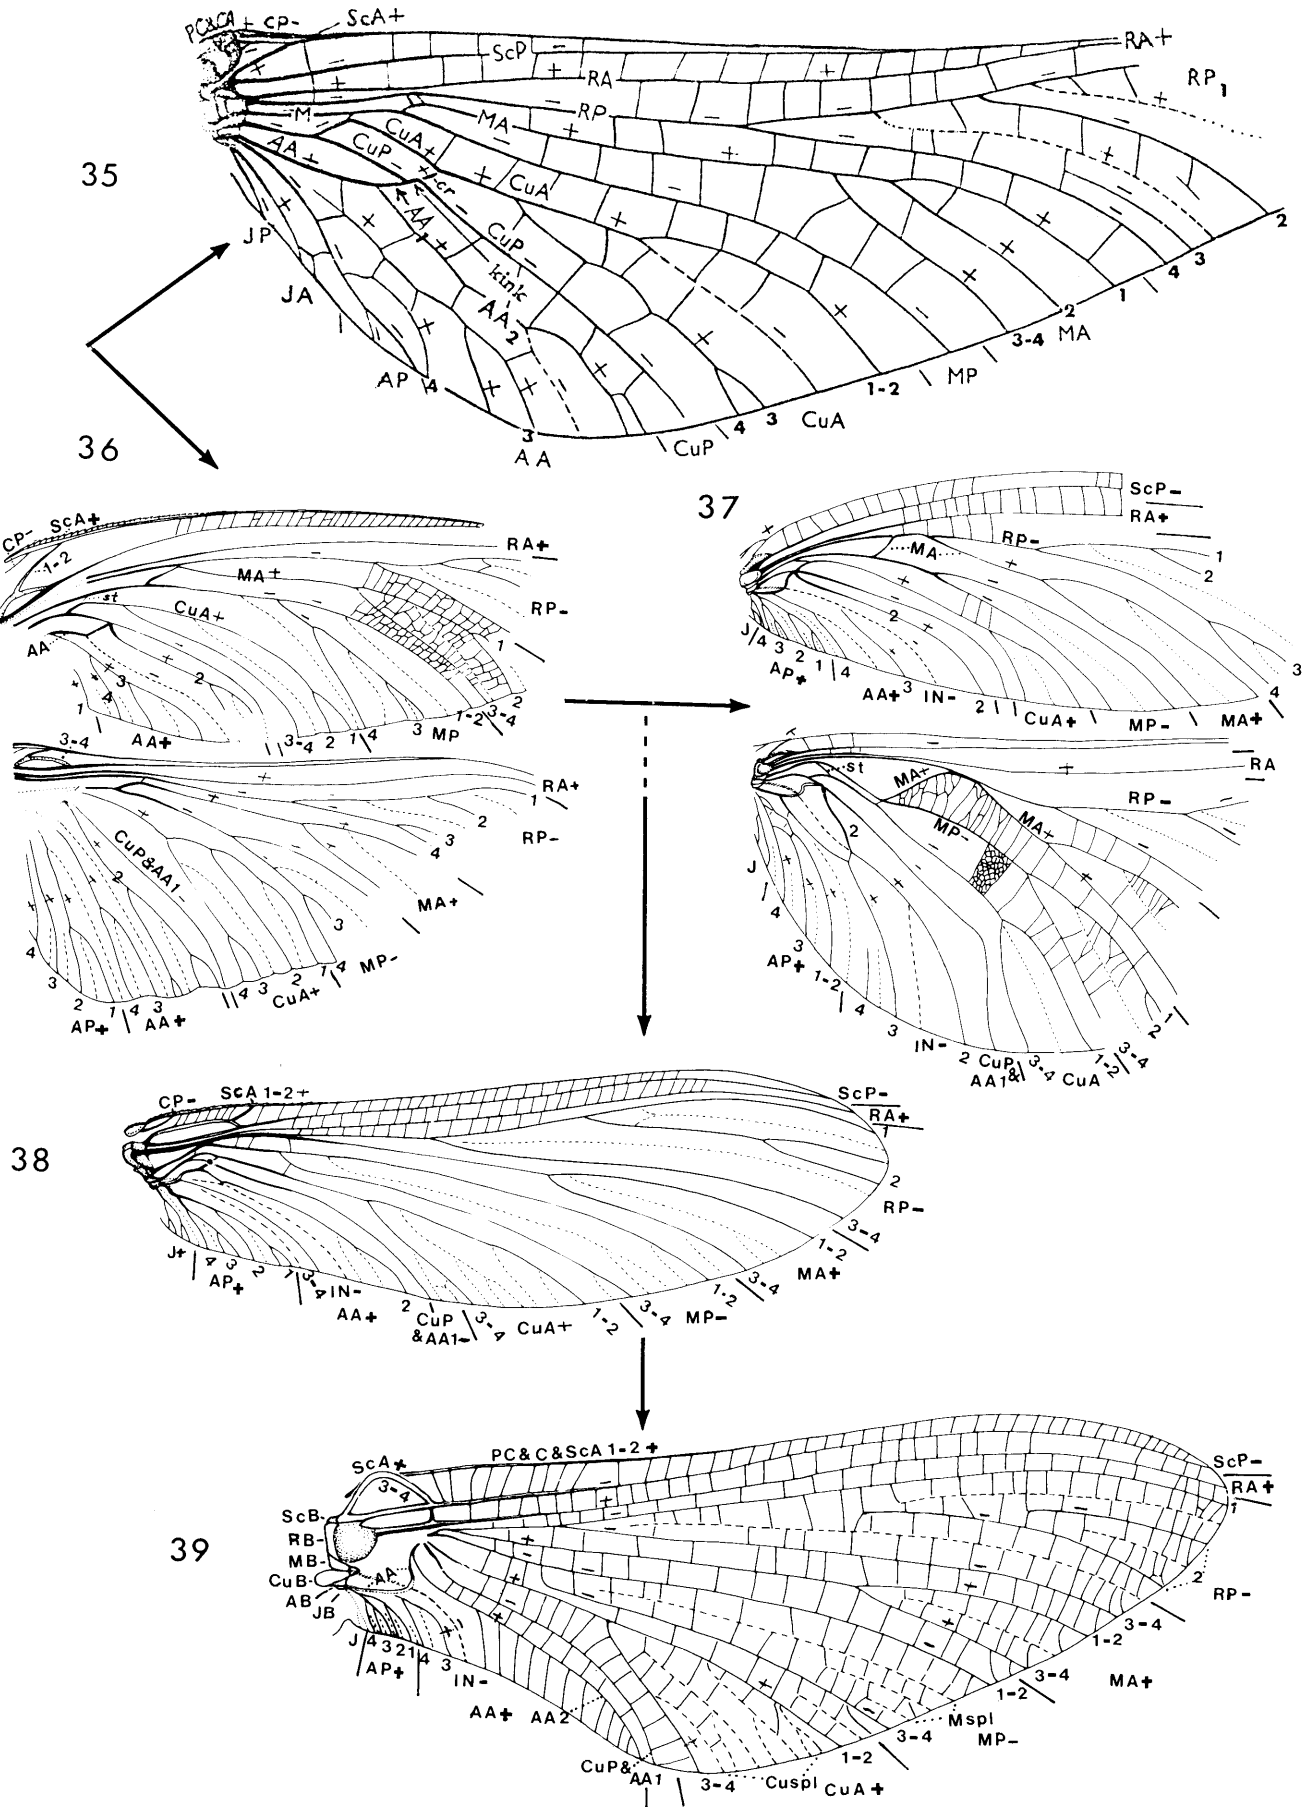 35
PC&CA + CP- ScA+
ScP
RA
RA+
RP
RP1
M
MA
CuA+
CuP-
AA+
+/-cr
CuA
AA1+
CuP-
kink
AA2
JP
JA
AP 4
3
AA
CuP
4 3 CuA
1-2
MP
3-4
2
MA
1
4 3
2
36
CP- ScA+
1-2
RA+
RP-
MA+
st
CuA+
AA
3
2
4
1
AA+
3-4 2 1 4
3 MP
1-2 3-4
2
1
3-4
RA+
1
2
RP-
3
4
MA+
CuP&AA1-
2
3
4
3
2
1 4 3
AP+ AA+
4 3 2 1 4
CuA+
MP-
37
ScP-
RA+
RP-
MA
1
2
2
J 4 3 2 1 4
AP+
AA+ 3 IN-
2
CuA+
MP-
MA+
4
3
st
MA+
RA
RP-
MP-
MA+
2
J
4
3
AP+
1-2
4
3
IN-
2
CuP
AA1&
3-4
CuA
1-2
3-4
2
1
38
CP- ScA 1-2+
ScP-
RA+
1
2
RP-
3-4
1-2
MA+
3-4
1-2
MP-
3-4
1-2
CuA+
3-4
CuP
&AA1-
2
AA+
IN-
3-4
1
2
3
4
AP+
J+
39
PC&C&ScA 1-2+
ScA+
3-4
ScB
RB
MB
CuB
AB
JB
AA
J 4 3 2 1 4
AP+
3
IN-
AA+ AA2
CuP&
AA1
3-4
Cuspl
CuA+
1-2
3-4
Mspl
MP-
1-2
3-4
MA+
1-2
3-4
2
RP-
1
RA+
ScP-